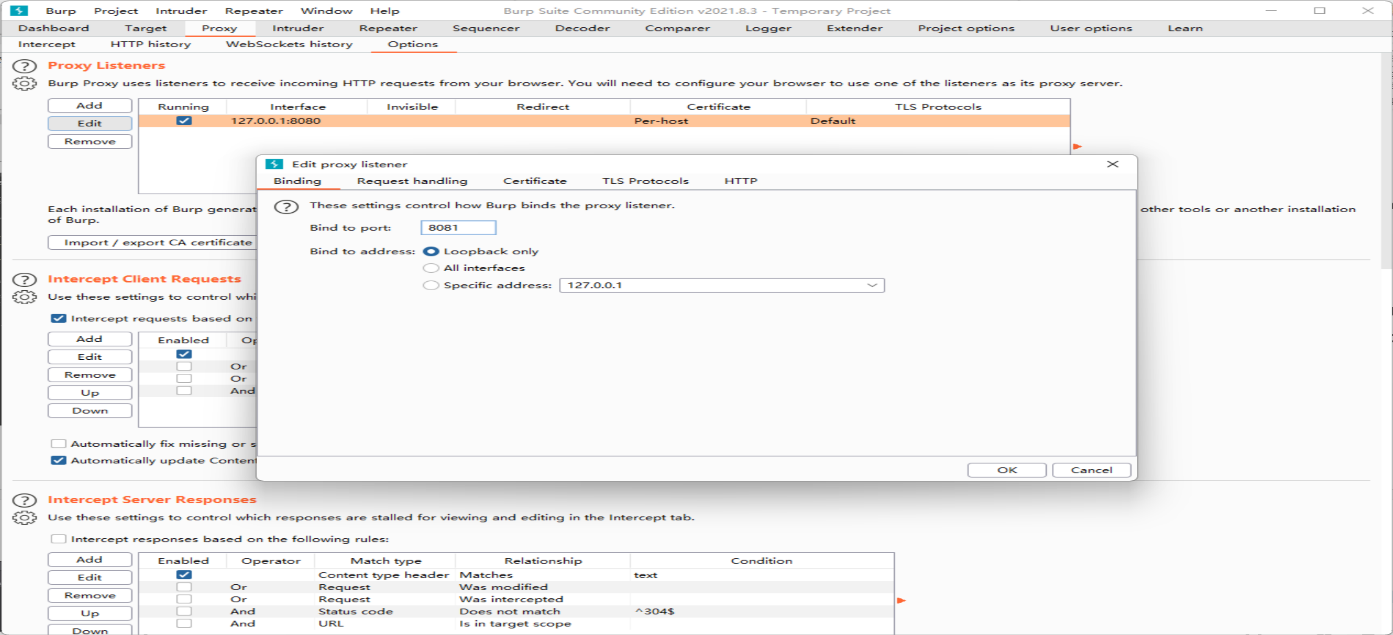 Burp Project Intruder Repeater Window Help Burp Suite Community Edition v2021.8.3 - Temporary Project
Dashboard Target Proxy Intruder Repeater Sequencer Decoder Comparer Logger Extender Project options User options Learn
Intercept HTTP history WebSockets history Options
? Proxy Listeners
Burp Proxy uses listeners to receive incoming HTTP requests from your browser. You will need to configure your browser to use one of the listeners as its proxy server.
Add Running Interface Invisible Redirect Certificate TLS Protocols
Edit 127.0.0.1:8080 Per-host Default
Remove
Edit proxy listener
Binding Request handling Certificate TLS Protocols HTTP
? These settings control how Burp binds the proxy listener.
Bind to port: 8081
Bind to address: Loopback only
All interfaces
Specific address: 127.0.0.1
OK Cancel
Each installation of Burp generat other tools or another installation
of Burp.
Import / export CA certificate
? Intercept Client Requests
Use these settings to control whi
Intercept requests based on
Add Enabled Op
Edit
Remove Or
Or
Up And
Down
Automatically fix missing or s
Automatically update Content
? Intercept Server Responses
Use these settings to control which responses are stalled for viewing and editing in the Intercept tab.
Intercept responses based on the following rules:
Add Enabled Operator Match type Relationship Condition
Edit Content type header Matches text
Or Request Was modified
Remove Or Request Was intercepted
Up And Status code Does not match ^304$
And URL Is in target scope
Down